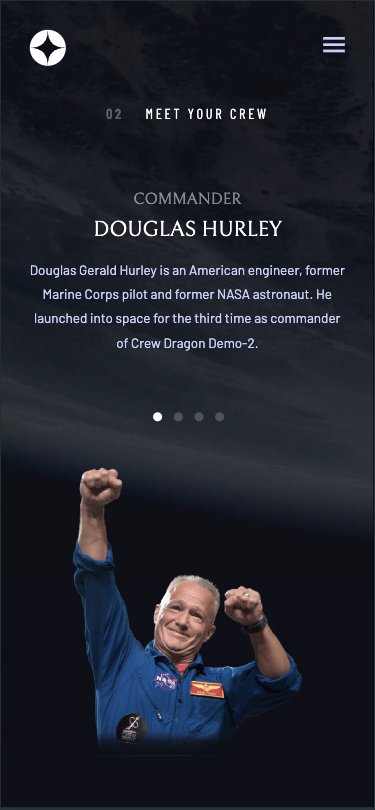 02 MEET YOUR CREW
COMMANDER
DOUGLAS HURLEY
Douglas Gerald Hurley is an American engineer, former
Marine Corps pilot and former NASA astronaut. He
launched into space for the third time as commander
of Crew Dragon Demo-2.
NASA